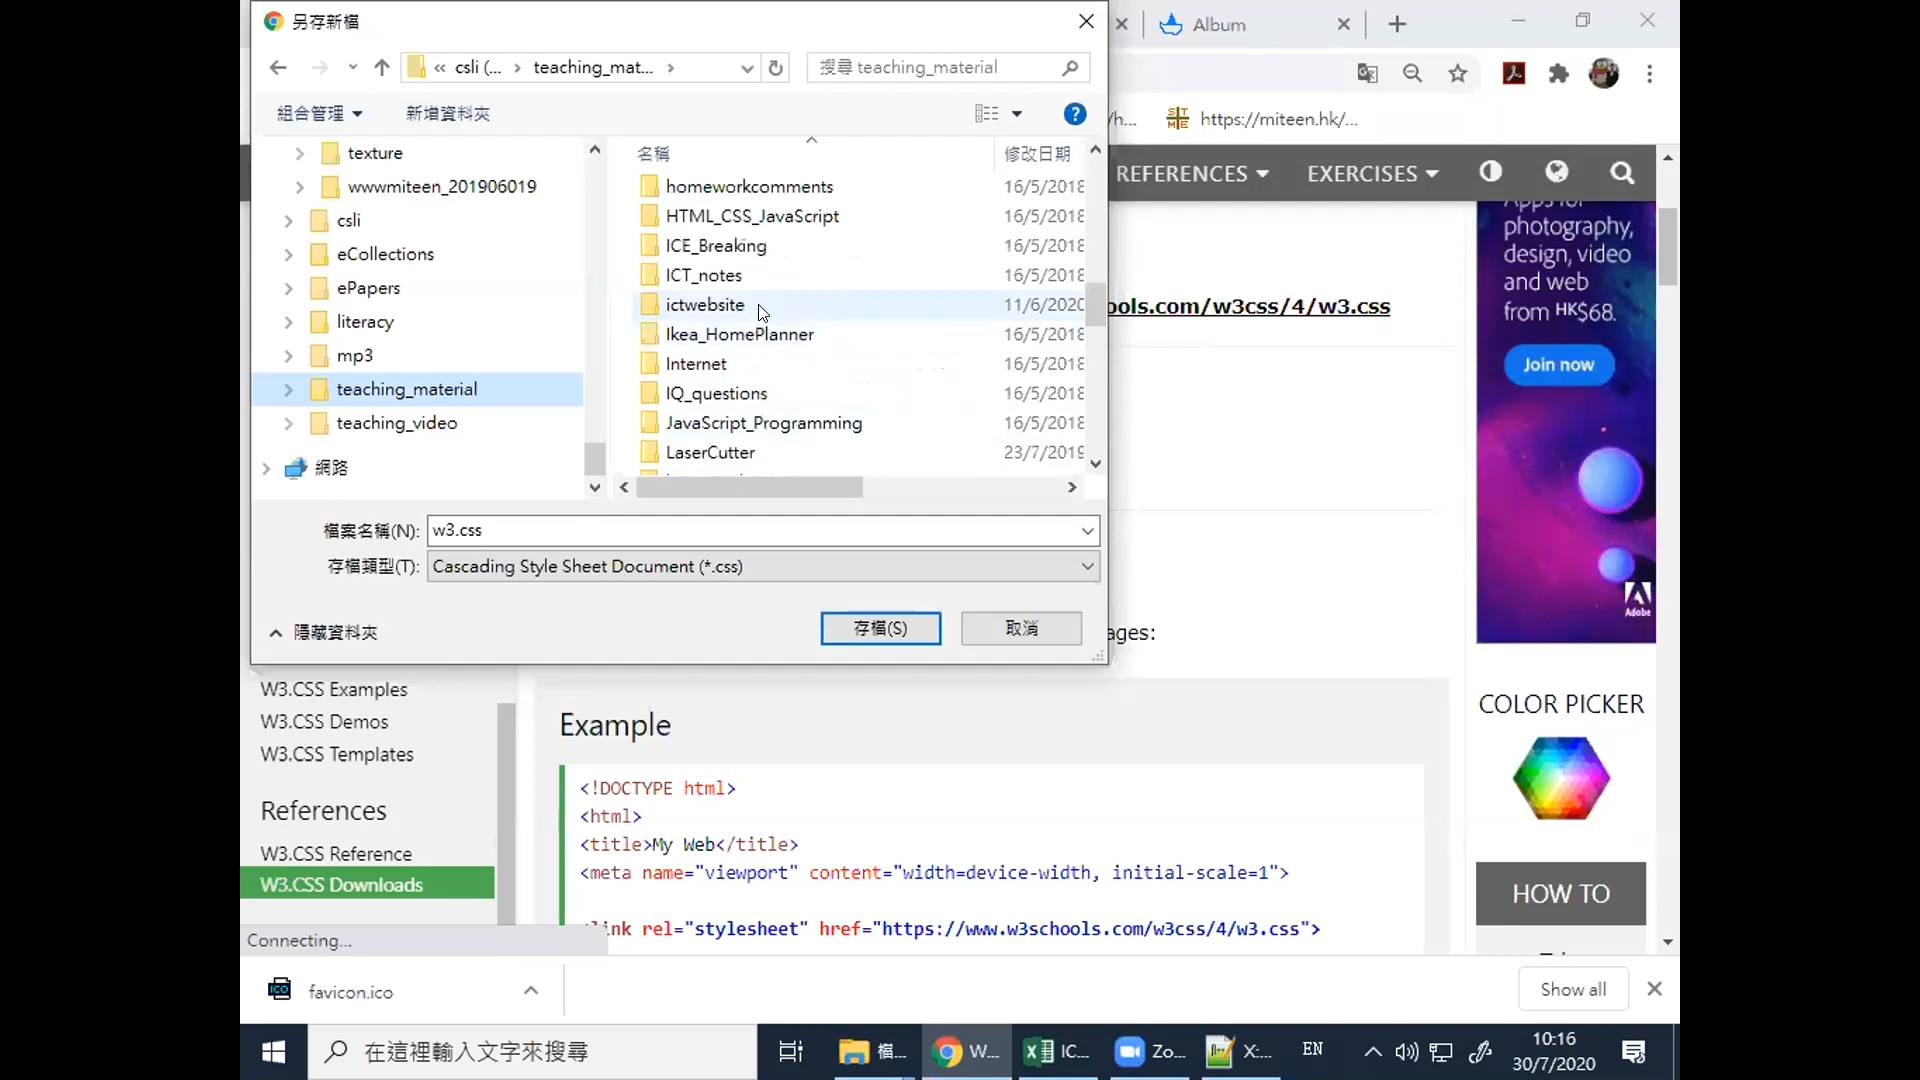 另存新檔
Album
« csli (... › teaching_mat... ›
搜尋 teaching_material
組合管理
新增資料夾
?
/h...
https://miteen.hk/...
texture
wwwmiteen_201906019
csli
eCollections
ePapers
literacy
mp3
teaching_material
teaching_video
網路
名稱
修改日期
homeworkcomments 16/5/2018
HTML_CSS_JavaScript 16/5/2018
ICE_Breaking 16/5/2018
ICT_notes 16/5/2018
ictwebsite 11/6/2020
Ikea_HomePlanner 16/5/2018
Internet 16/5/2018
IQ_questions 16/5/2018
JavaScript_Programming 16/5/2018
LaserCutter 23/7/2019
檔案名稱(N): w3.css
存檔類型(T): Cascading Style Sheet Document (*.css)
隱藏資料夾
存檔(S)
取消
REFERENCES
EXERCISES
ools.com/w3css/4/w3.css
ages:
Apps for
photography,
design, video
and web
from HK$68.
Join now
Adobe
COLOR PICKER
HOW TO
W3.CSS Examples
W3.CSS Demos
W3.CSS Templates
References
W3.CSS Reference
W3.CSS Downloads
Connecting...
Example
<!DOCTYPE html>
<html>
<title>My Web</title>
<meta name="viewport" content="width=device-width, initial-scale=1">
link rel="stylesheet" href="https://www.w3schools.com/w3css/4/w3.css">
ICO
favicon.ico
Show all
在這裡輸入文字來搜尋
檔...
W...
IC...
Zo...
X:...
EN
10:16
30/7/2020